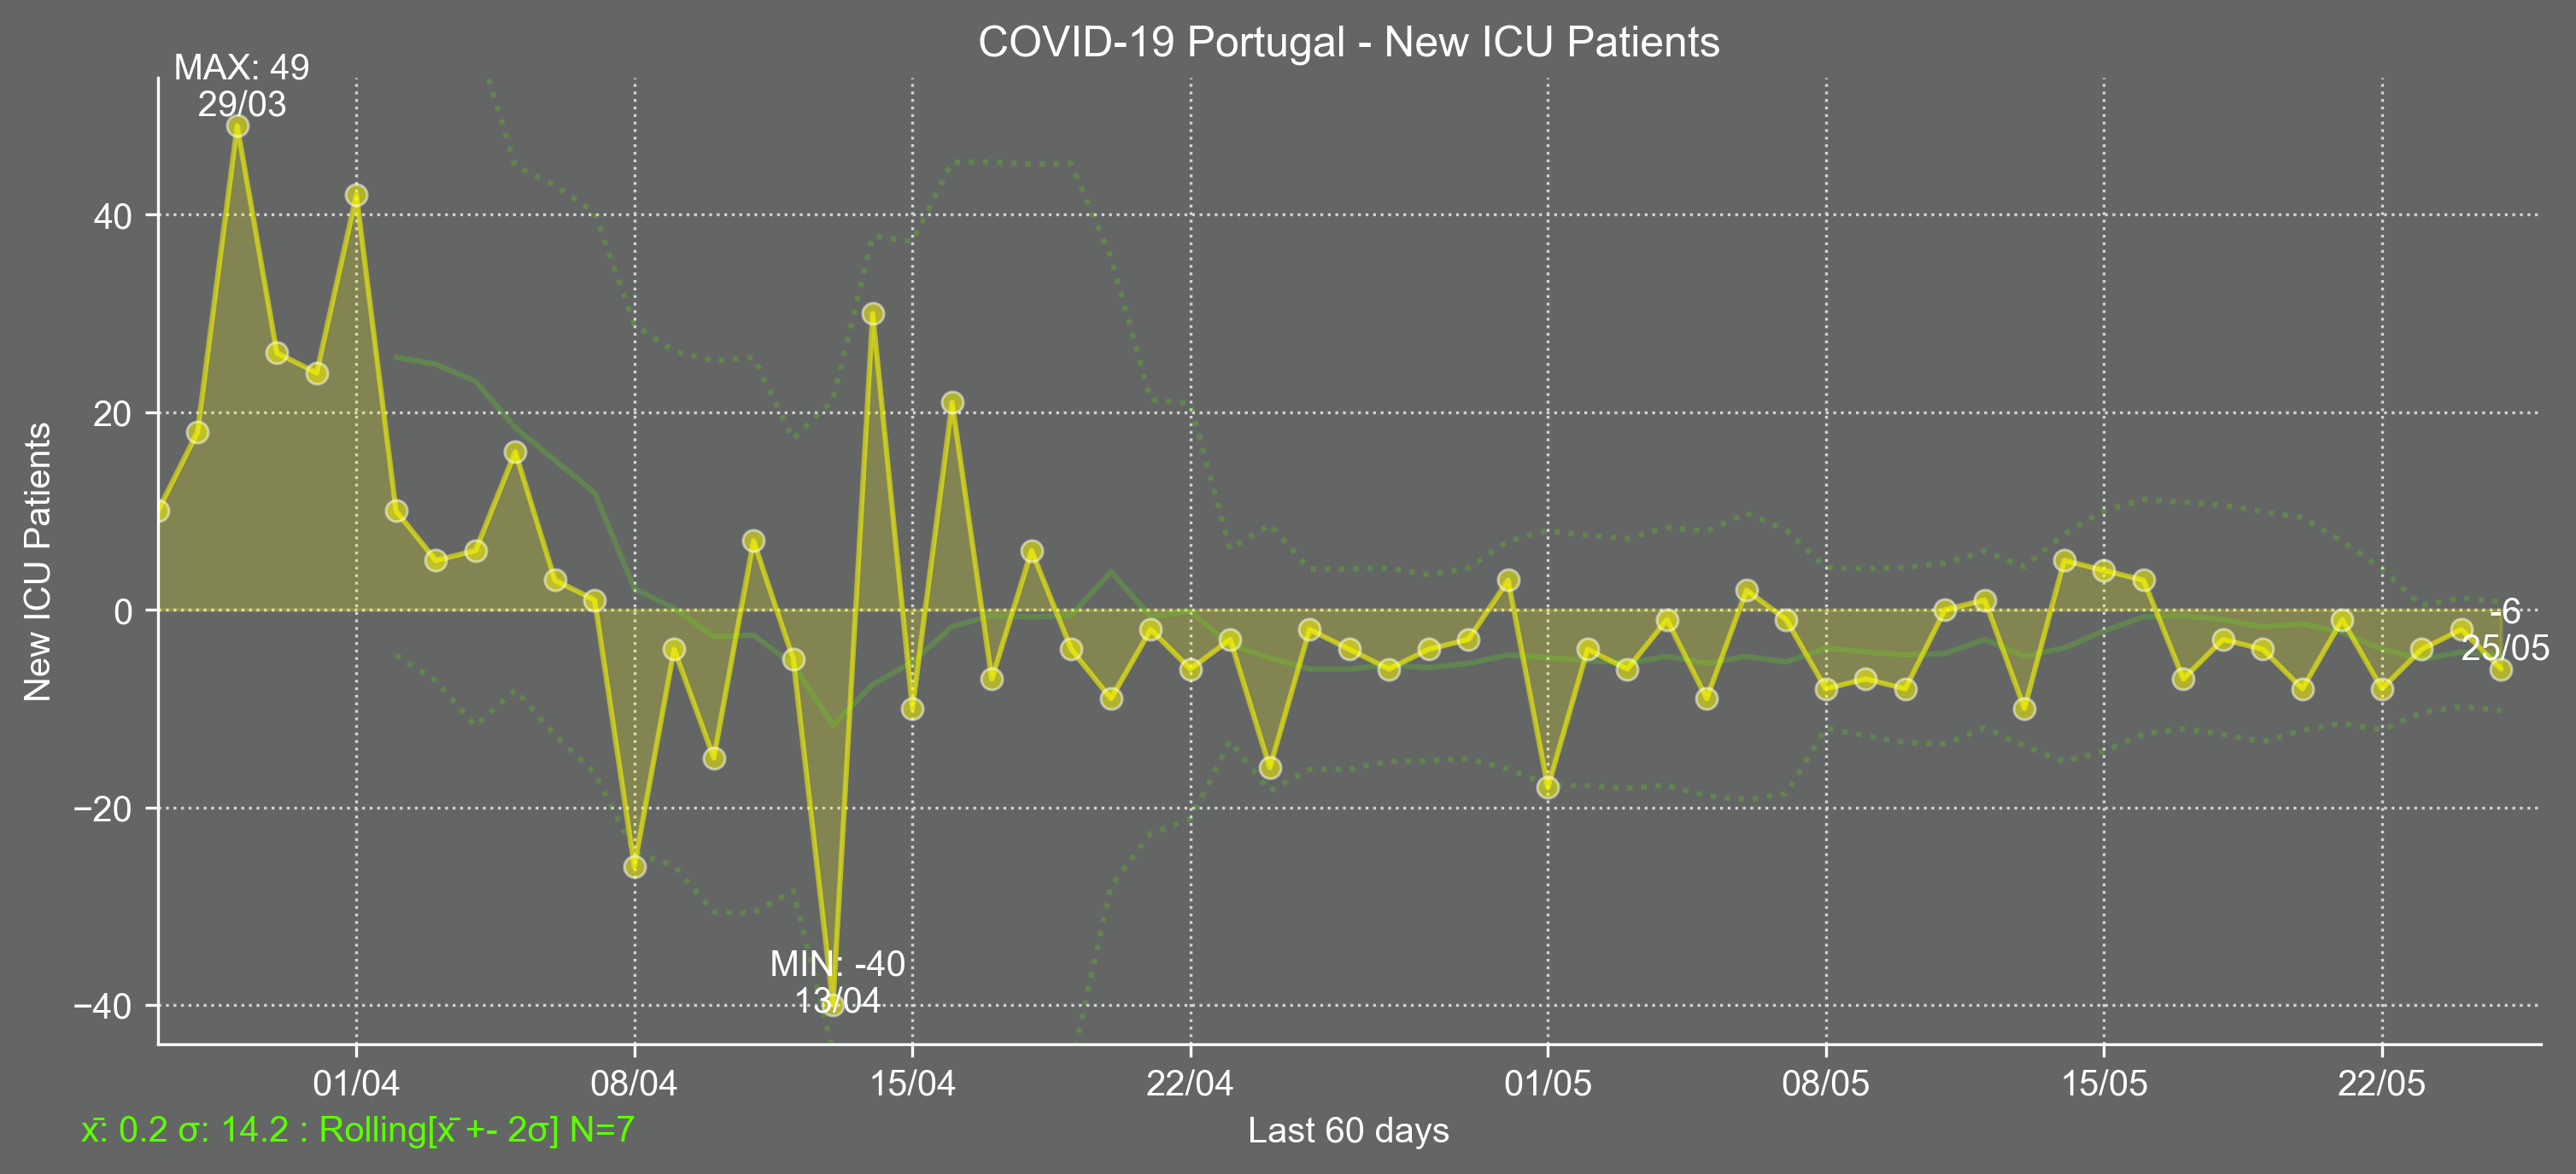 COVID-19 Portugal - New ICU Patients
MAX: 49
29/03
40
20
0
−20
−40
New ICU Patients
-6
25/05
MIN: -40
13/04
01/04
08/04
15/04
22/04
01/05
08/05
15/05
22/05
x̄: 0.2 σ: 14.2 : Rolling[x̄ +- 2σ] N=7
Last 60 days